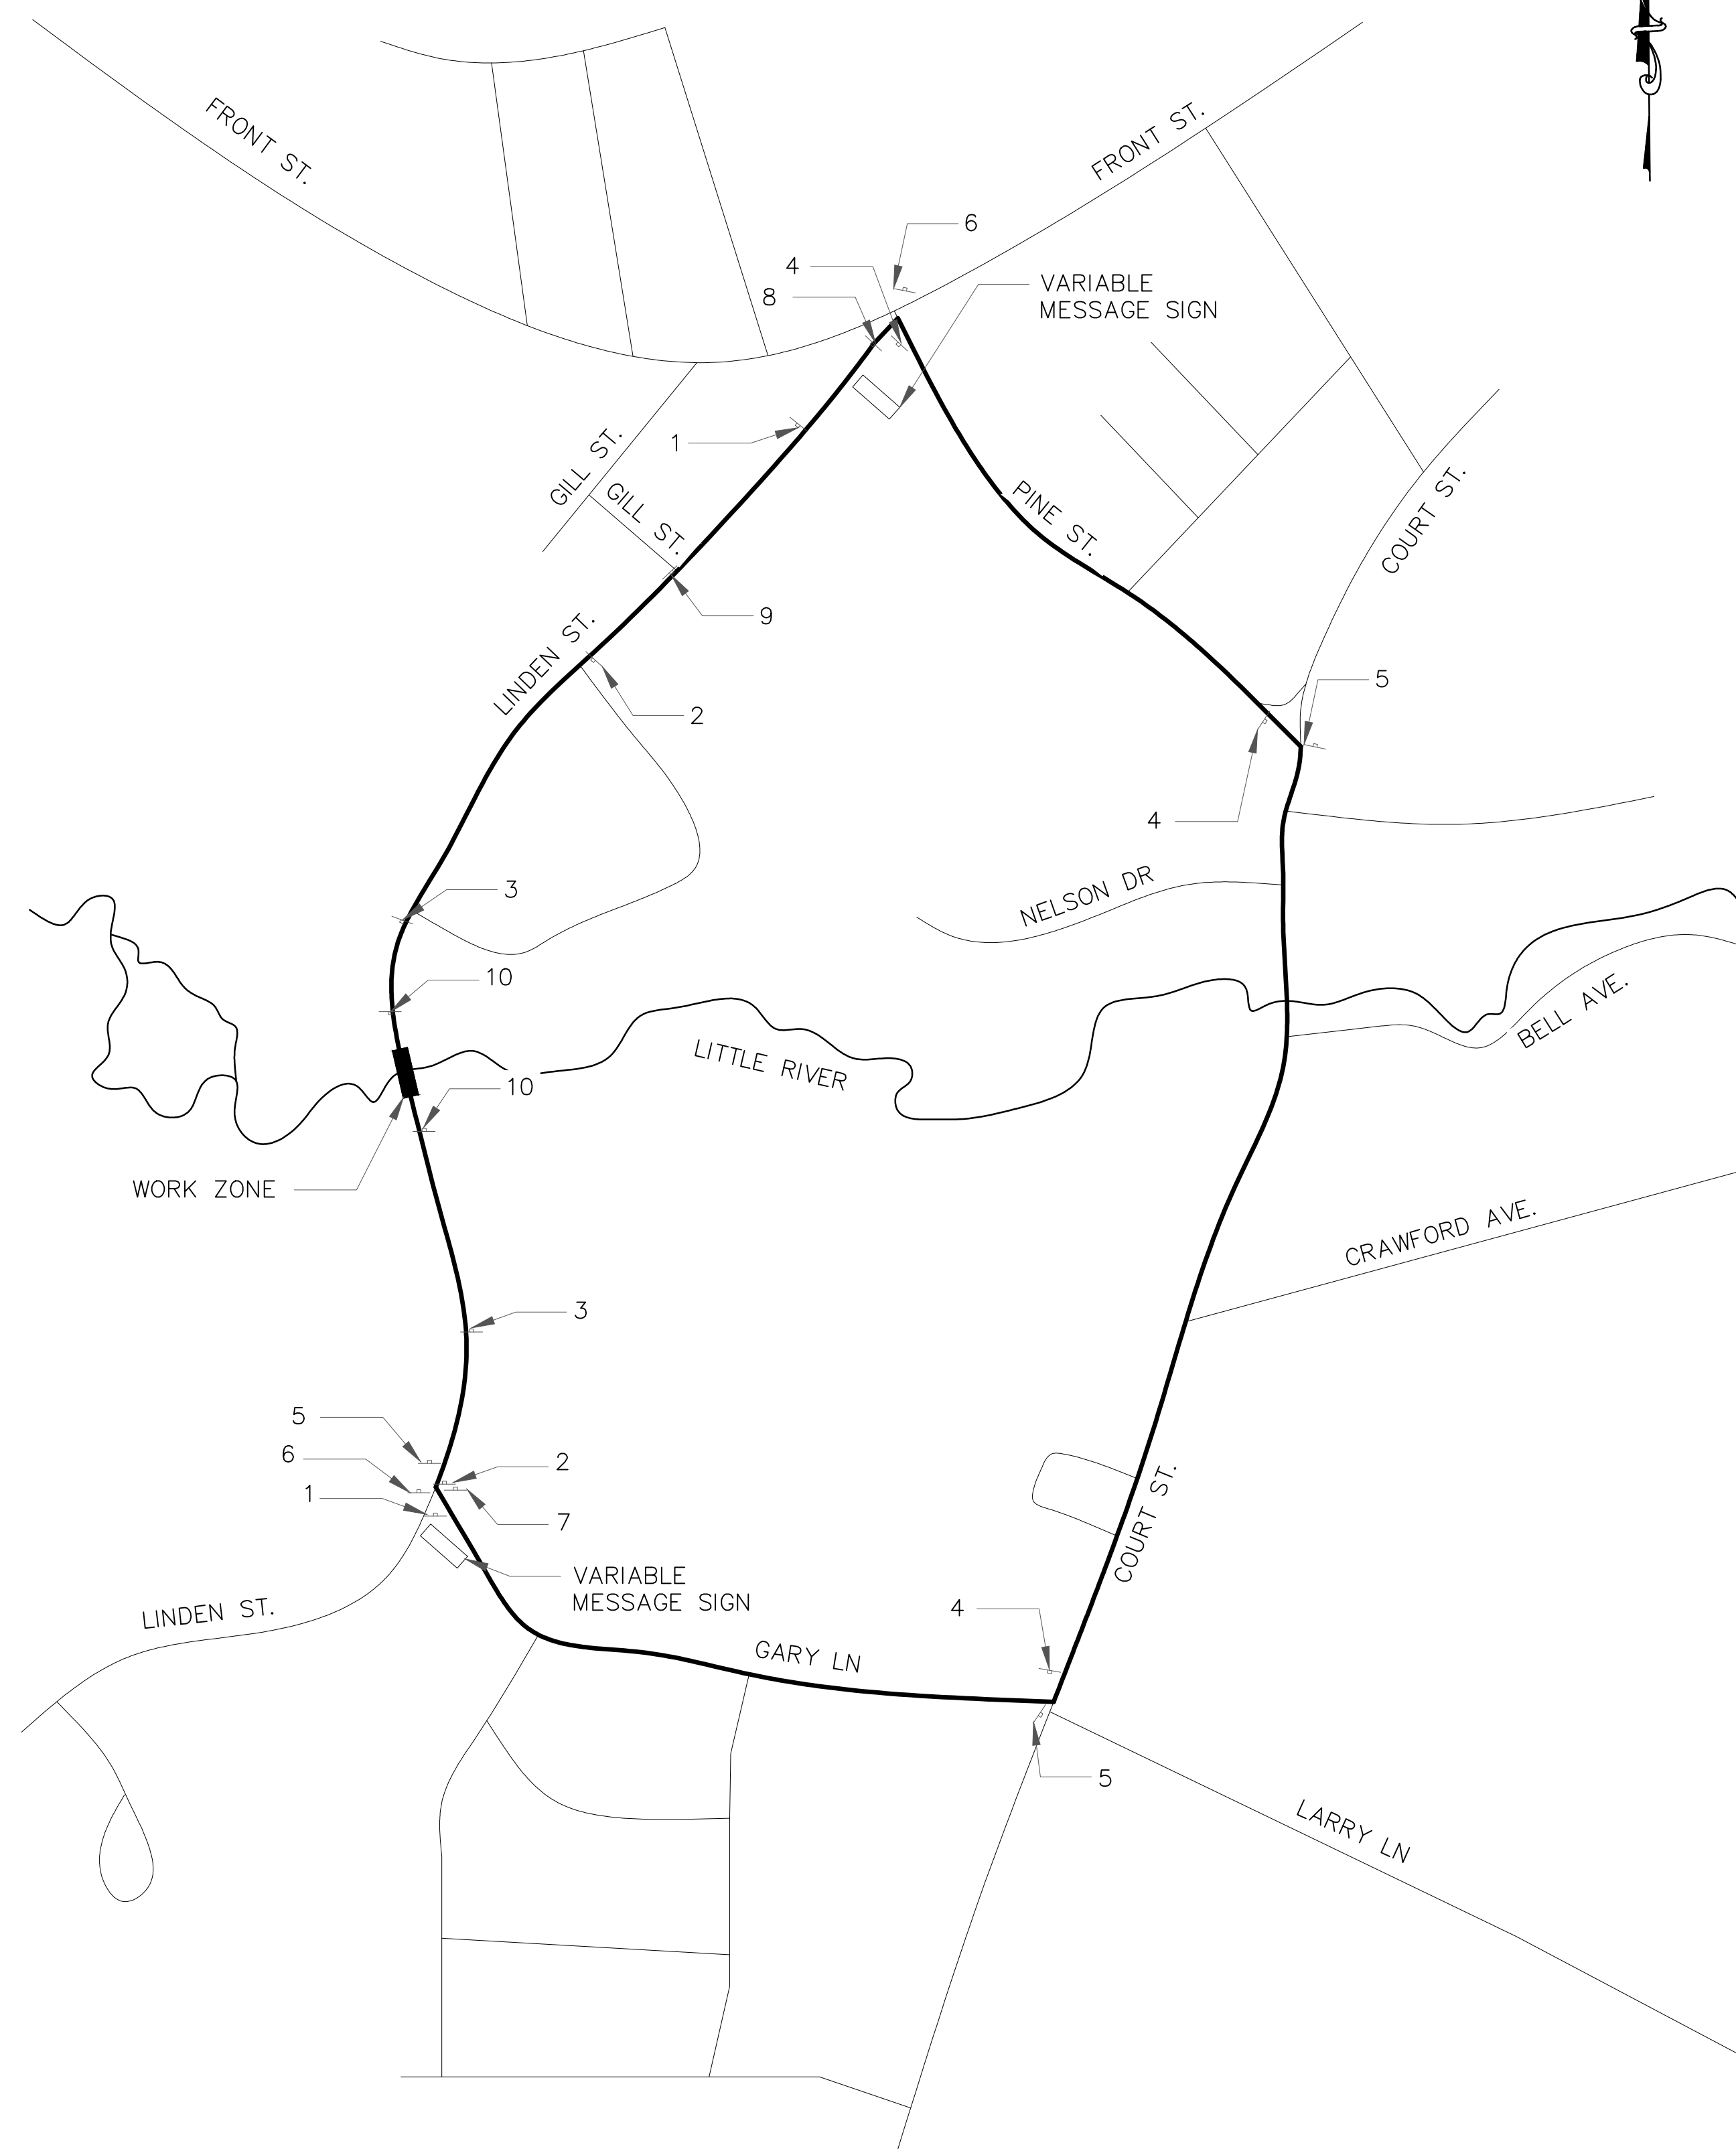 FRONT ST.
FRONT ST.
6
4
8
VARIABLE
MESSAGE SIGN
1
GILL ST.
GILL ST.
PINE ST.
COURT ST.
9
LINDEN ST.
2
5
4
3
NELSON DR
10
BELL AVE.
LITTLE RIVER
10
WORK ZONE
CRAWFORD AVE.
3
5
6
2
1
7
COURT ST.
VARIABLE
MESSAGE SIGN
LINDEN ST.
4
GARY LN
5
LARRY LN